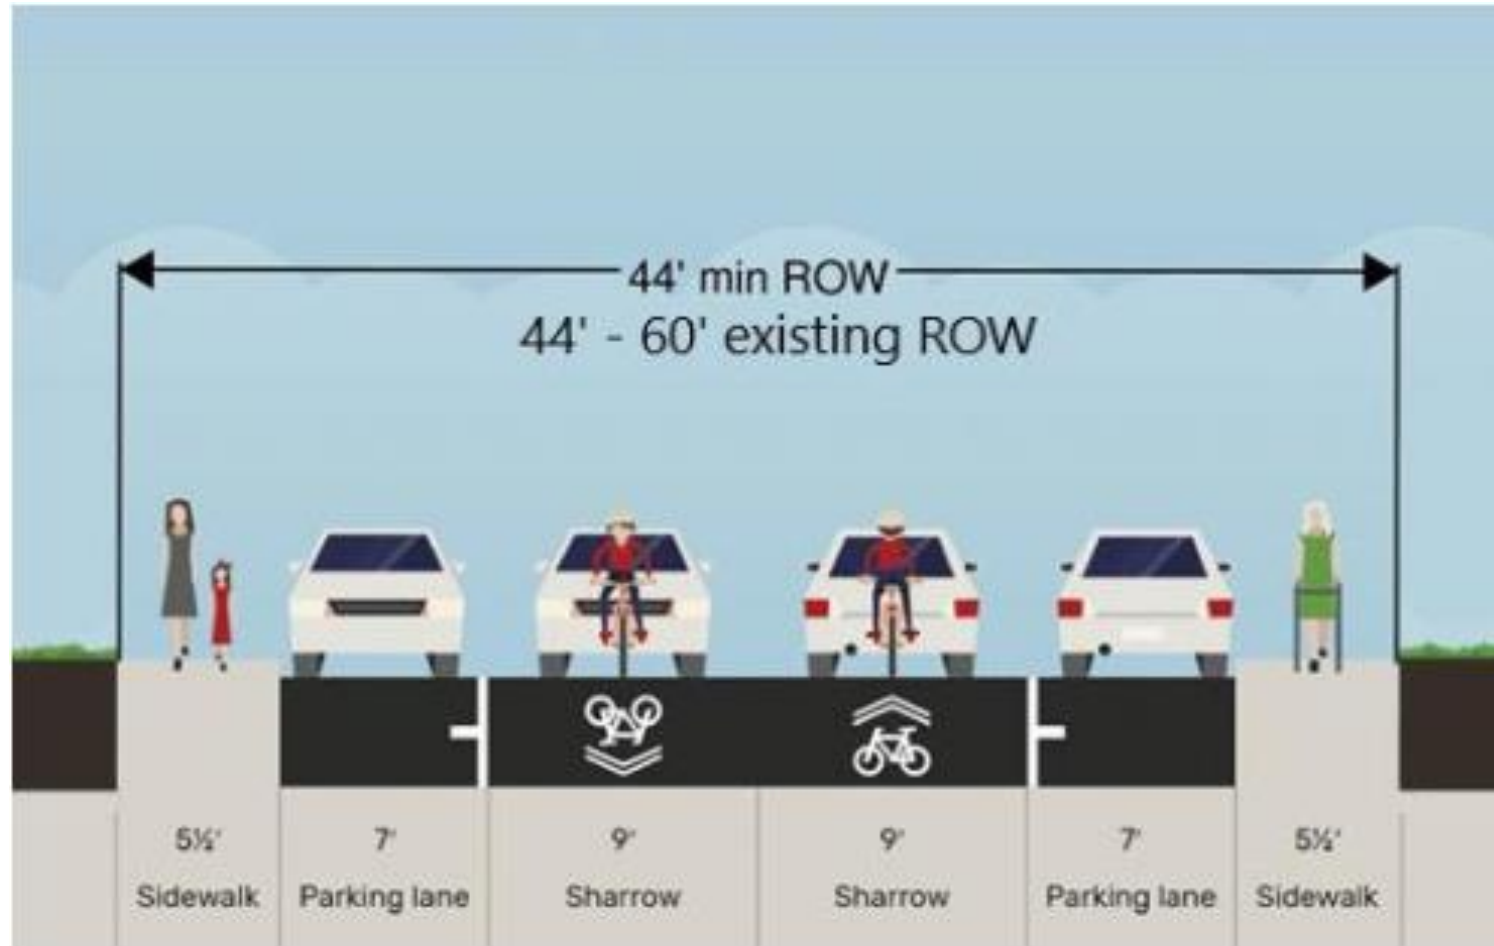 44' min ROW
44' - 60' existing ROW
5½' 7' 9' 9' 7' 5½'
Sidewalk Parking lane Sharrow Sharrow Parking lane Sidewalk